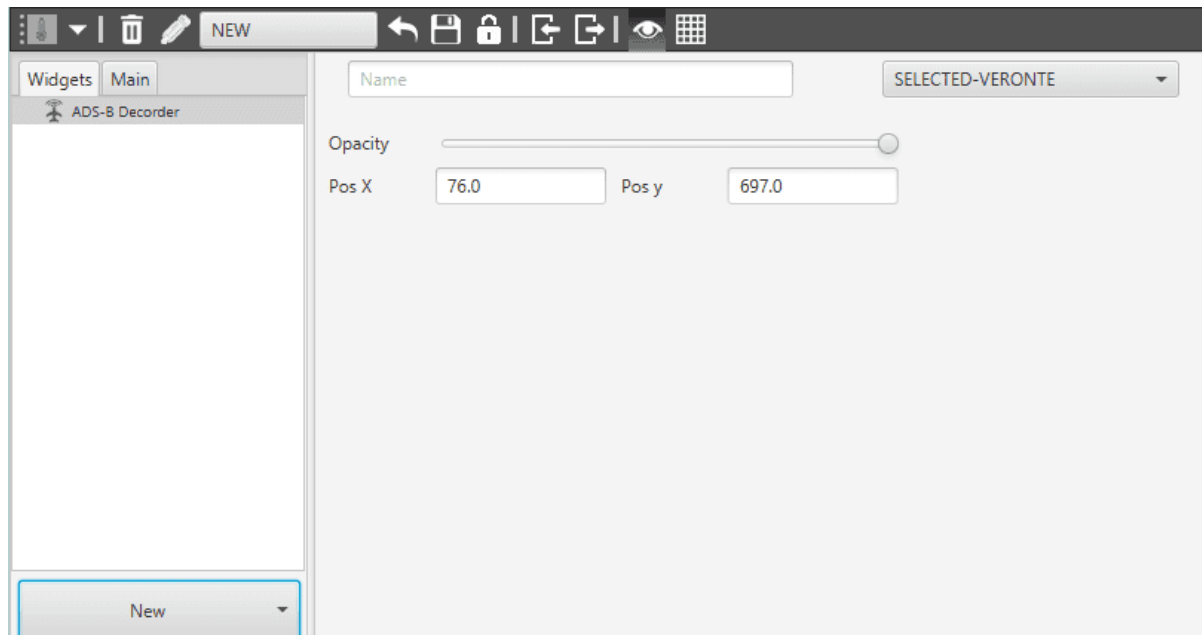 NEW
Widgets Main
ADS-B Decorder
Name SELECTED-VERONTE
Opacity
Pos X 76.0 Pos y 697.0
New